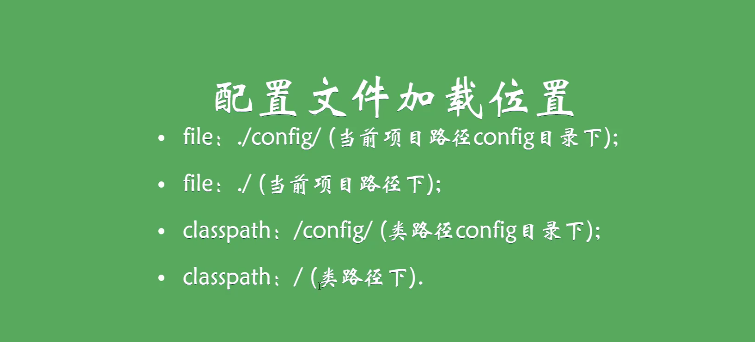 配置文件加载位置
• file：./config/ (当前项目路径config目录下);
• file：./ (当前项目路径下);
• classpath：/config/ (类路径config目录下);
• classpath：/ (类路径下).